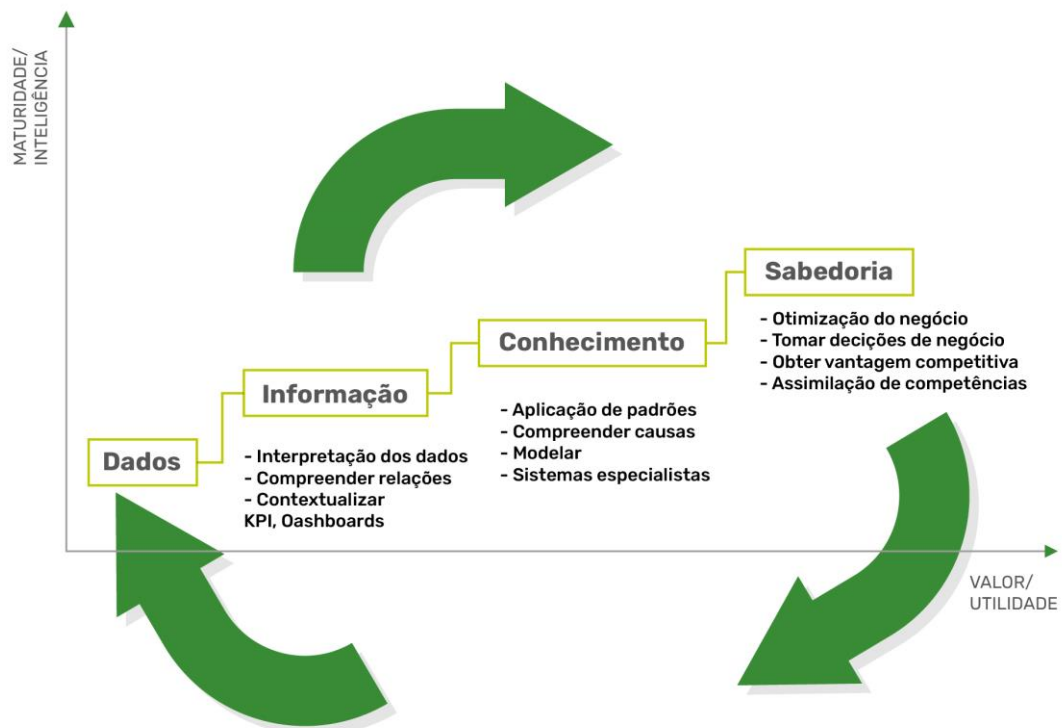 MATURIDADE/
INTELIGÊNCIA
Sabedoria
- Otimização do negócio
- Tomar decições de negócio
- Obter vantagem competitiva
- Assimilação de competências
Conhecimento
- Aplicação de padrões
- Compreender causas
- Modelar
- Sistemas especialistas
Informação
- Interpretação dos dados
- Compreender relações
- Contextualizar
KPI, Oashboards
Dados
VALOR/
UTILIDADE